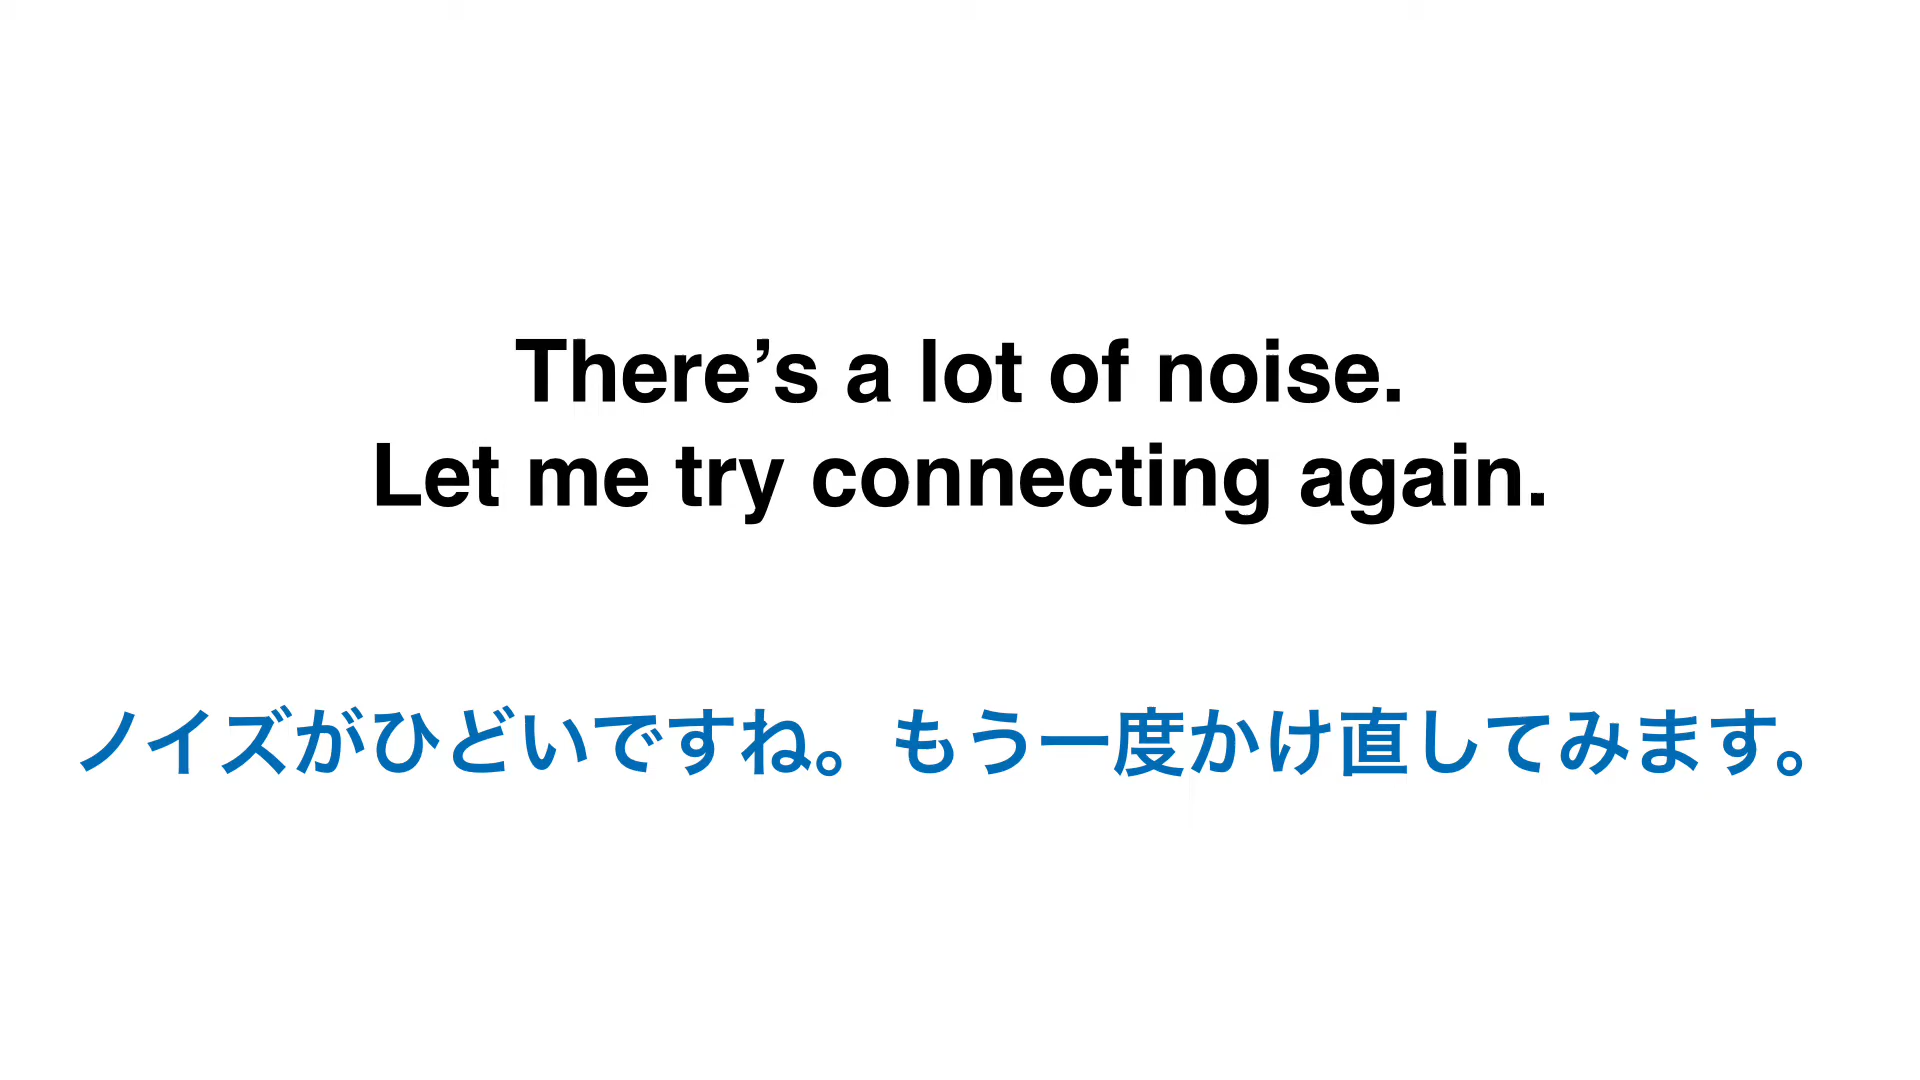 There’s a lot of noise.
Let me try connecting again.
ノイズがひどいですね。もう一度かけ直してみます。